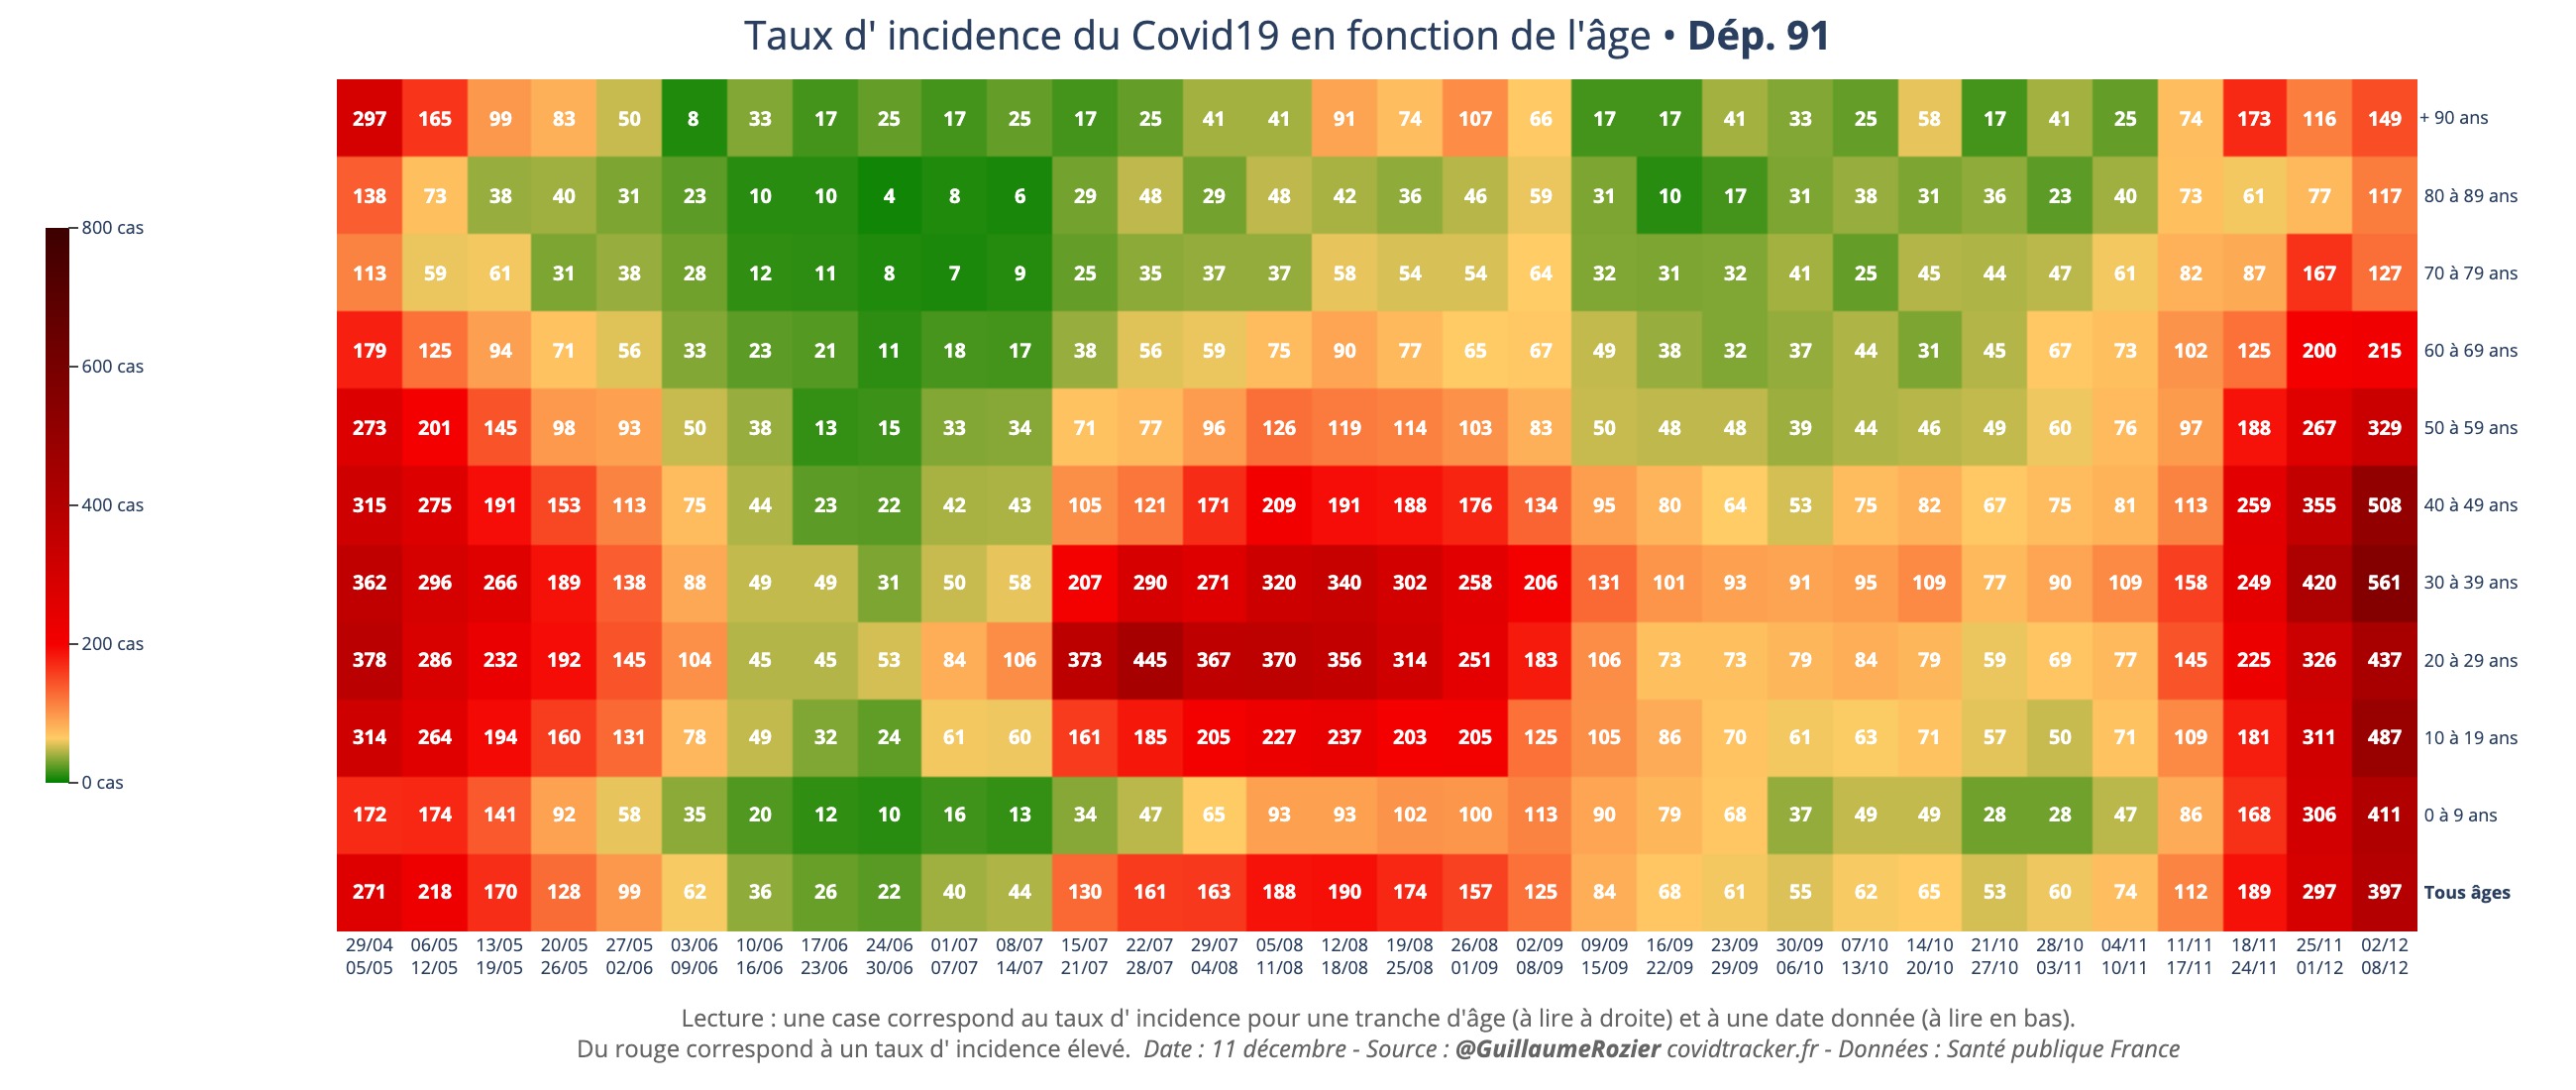 Taux d' incidence du Covid19 en fonction de l'âge • Dép. 91
297 165 99 83 50 8 33 17 25 17 25 17 25 41 41 91 74 107 66 17 17 41 33 25 58 17 41 25 74 173 116 149 + 90 ans
138 73 38 40 31 23 10 10 4 8 6 29 48 29 48 42 36 46 59 31 10 17 31 38 31 36 23 40 73 61 77 117 80 à 89 ans
800 cas
113 59 61 31 38 28 12 11 8 7 9 25 35 37 37 58 54 54 64 32 31 32 41 25 45 44 47 61 82 87 167 127 70 à 79 ans
179 125 94 71 56 33 23 21 11 18 17 38 56 59 75 90 77 65 67 49 38 32 37 44 31 45 67 73 102 125 200 215 60 à 69 ans
600 cas
273 201 145 98 93 50 38 13 15 33 34 71 77 96 126 119 114 103 83 50 48 48 39 44 46 49 60 76 97 188 267 329 50 à 59 ans
400 cas
315 275 191 153 113 75 44 23 22 42 43 105 121 171 209 191 188 176 134 95 80 64 53 75 82 67 75 81 113 259 355 508 40 à 49 ans
362 296 266 189 138 88 49 49 31 50 58 207 290 271 320 340 302 258 206 131 101 93 91 95 109 77 90 109 158 249 420 561 30 à 39 ans
200 cas
378 286 232 192 145 104 45 45 53 84 106 373 445 367 370 356 314 251 183 106 73 73 79 84 79 59 69 77 145 225 326 437 20 à 29 ans
314 264 194 160 131 78 49 32 24 61 60 161 185 205 227 237 203 205 125 105 86 70 61 63 71 57 50 71 109 181 311 487 10 à 19 ans
0 cas
172 174 141 92 58 35 20 12 10 16 13 34 47 65 93 93 102 100 113 90 79 68 37 49 49 28 28 47 86 168 306 411 0 à 9 ans
271 218 170 128 99 62 36 26 22 40 44 130 161 163 188 190 174 157 125 84 68 61 55 62 65 53 60 74 112 189 297 397 Tous âges
29/04 06/05 13/05 20/05 27/05 03/06 10/06 17/06 24/06 01/07 08/07 15/07 22/07 29/07 05/08 12/08 19/08 26/08 02/09 09/09 16/09 23/09 30/09 07/10 14/10 21/10 28/10 04/11 11/11 18/11 25/11 02/12
05/05 12/05 19/05 26/05 02/06 09/06 16/06 23/06 30/06 07/07 14/07 21/07 28/07 04/08 11/08 18/08 25/08 01/09 08/09 15/09 22/09 29/09 06/10 13/10 20/10 27/10 03/11 10/11 17/11 24/11 01/12 08/12
Lecture : une case correspond au taux d' incidence pour une tranche d'âge (à lire à droite) et à une date donnée (à lire en bas).
Du rouge correspond à un taux d' incidence élevé. Date : 11 décembre - Source : @GuillaumeRozier covidtracker.fr - Données : Santé publique France